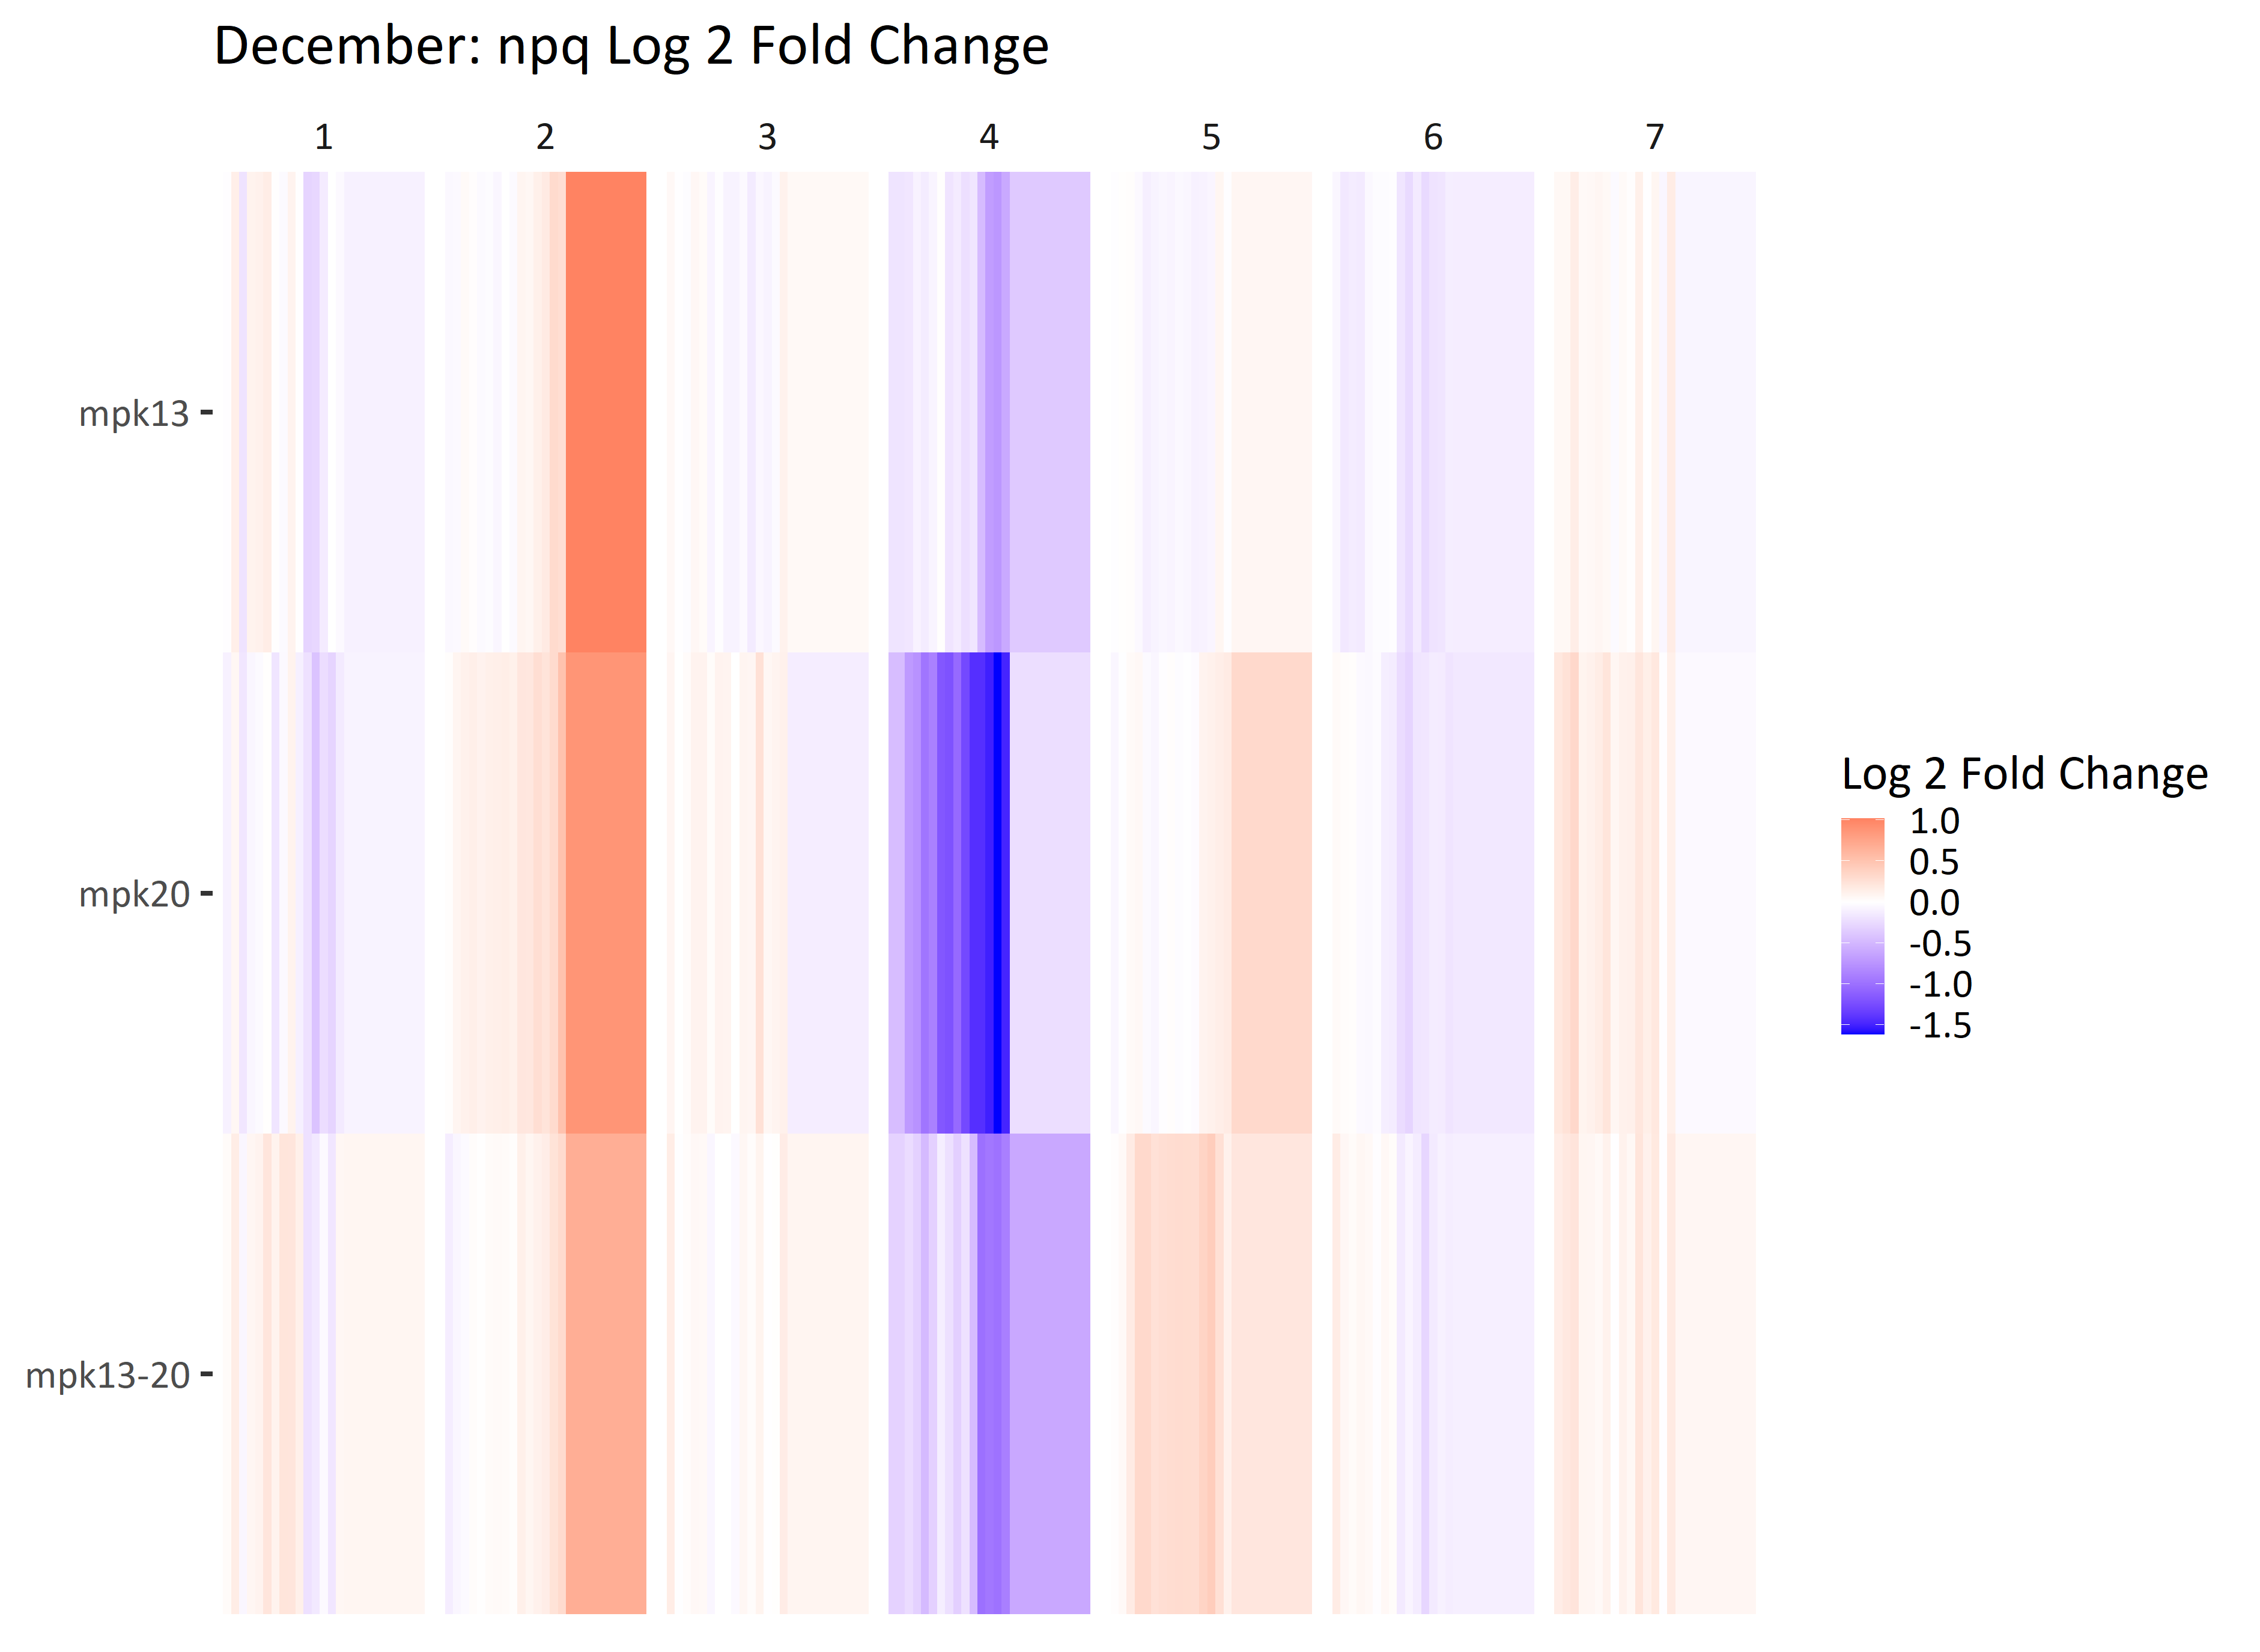 December: npq Log 2 Fold Change
1 2 3 4 5 6 7
mpk13
mpk20
mpk13-20
Log 2 Fold Change
1.0
0.5
0.0
-0.5
-1.0
-1.5